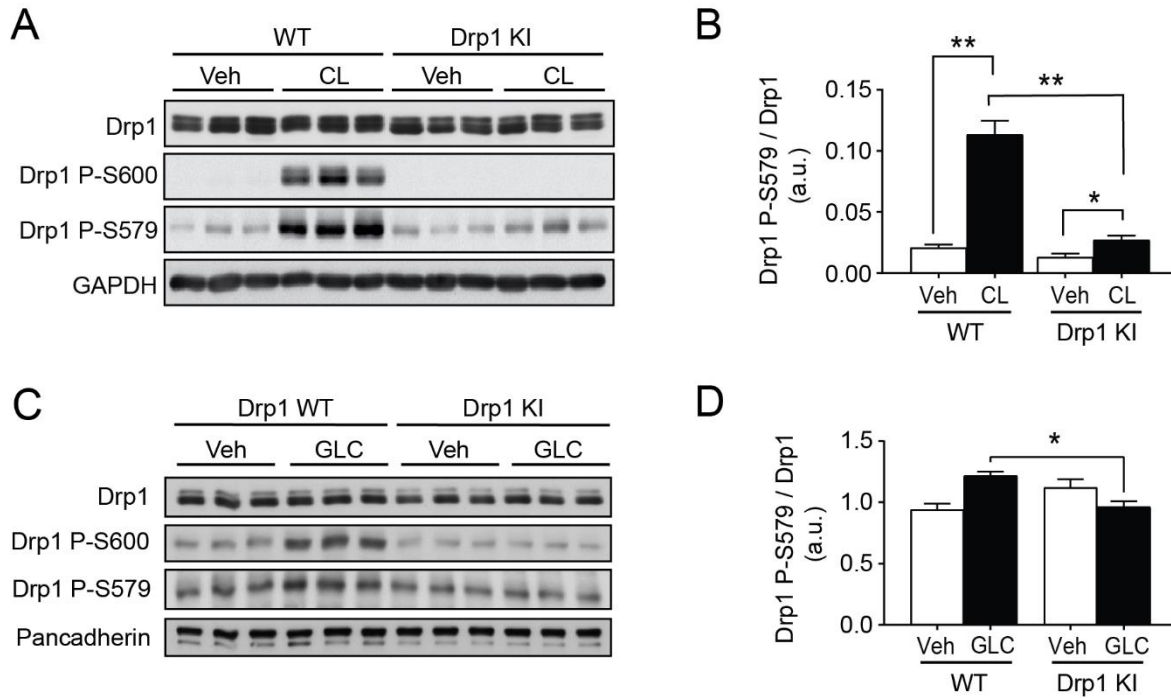 A
WT Drp1 KI
Veh CL Veh CL
Drp1
Drp1 P-S600
Drp1 P-S579
GAPDH
B
Drp1 P-S579 / Drp1
(a.u.)
0.15
0.10
0.05
0.00
** ** *
Veh CL Veh CL
WT Drp1 KI
C
Drp1 WT Drp1 KI
Veh GLC Veh GLC
Drp1
Drp1 P-S600
Drp1 P-S579
Pancadherin
D
Drp1 P-S579 / Drp1
(a.u.)
1.5
1.0
0.5
0.0
*
Veh GLC Veh GLC
WT Drp1 KI